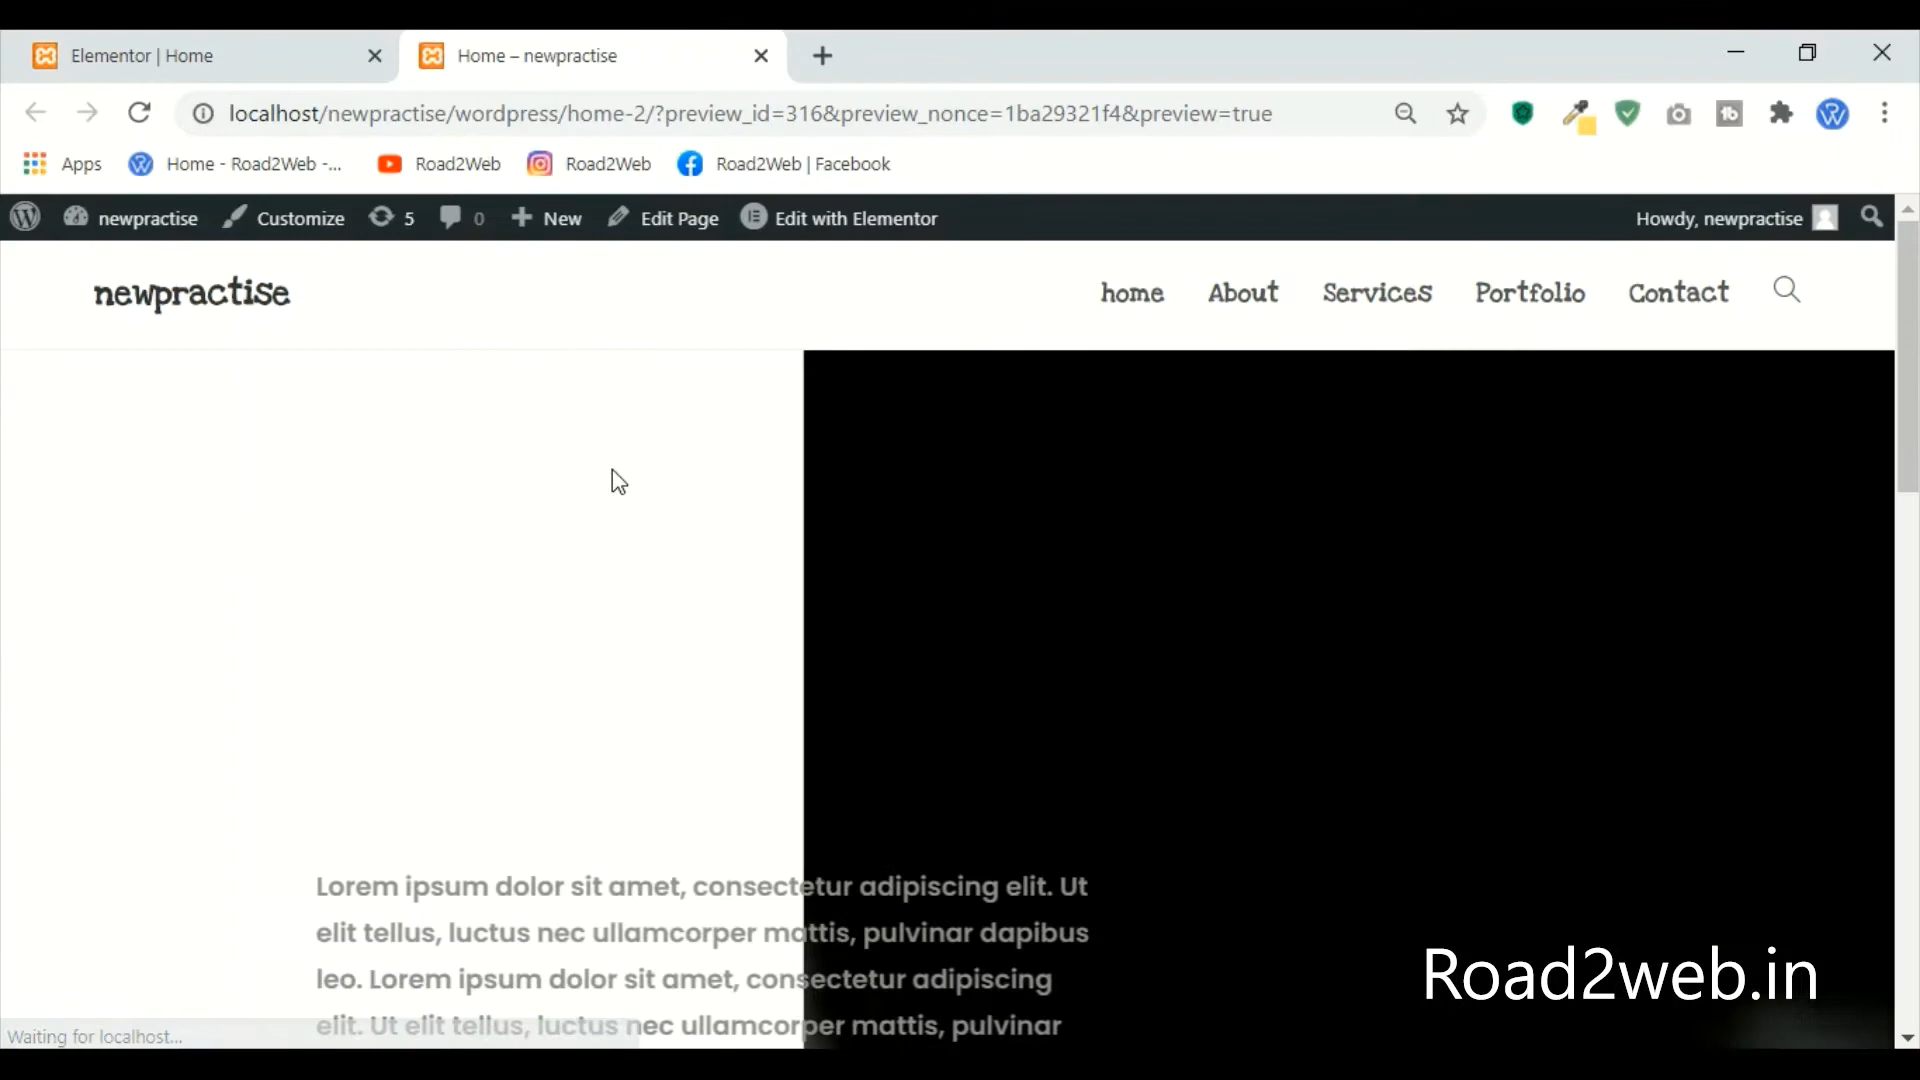 Elementor | Home
Home – newpractise
localhost/newpractise/wordpress/home-2/?preview_id=316&preview_nonce=1ba29321f4&preview=true
Apps
Home - Road2Web -...
Road2Web
Road2Web
Road2Web | Facebook
newpractise
Customize
5
0
New
Edit Page
Edit with Elementor
Howdy, newpractise
newpractise
home
About
Services
Portfolio
Contact
Lorem ipsum dolor sit amet, consectetur adipiscing elit. Ut
elit tellus, luctus nec ullamcorper mattis, pulvinar dapibus
leo. Lorem ipsum dolor sit amet, consectetur adipiscing
elit. Ut elit tellus, luctus nec ullamcorper mattis, pulvinar
Road2web.in
Waiting for localhost...